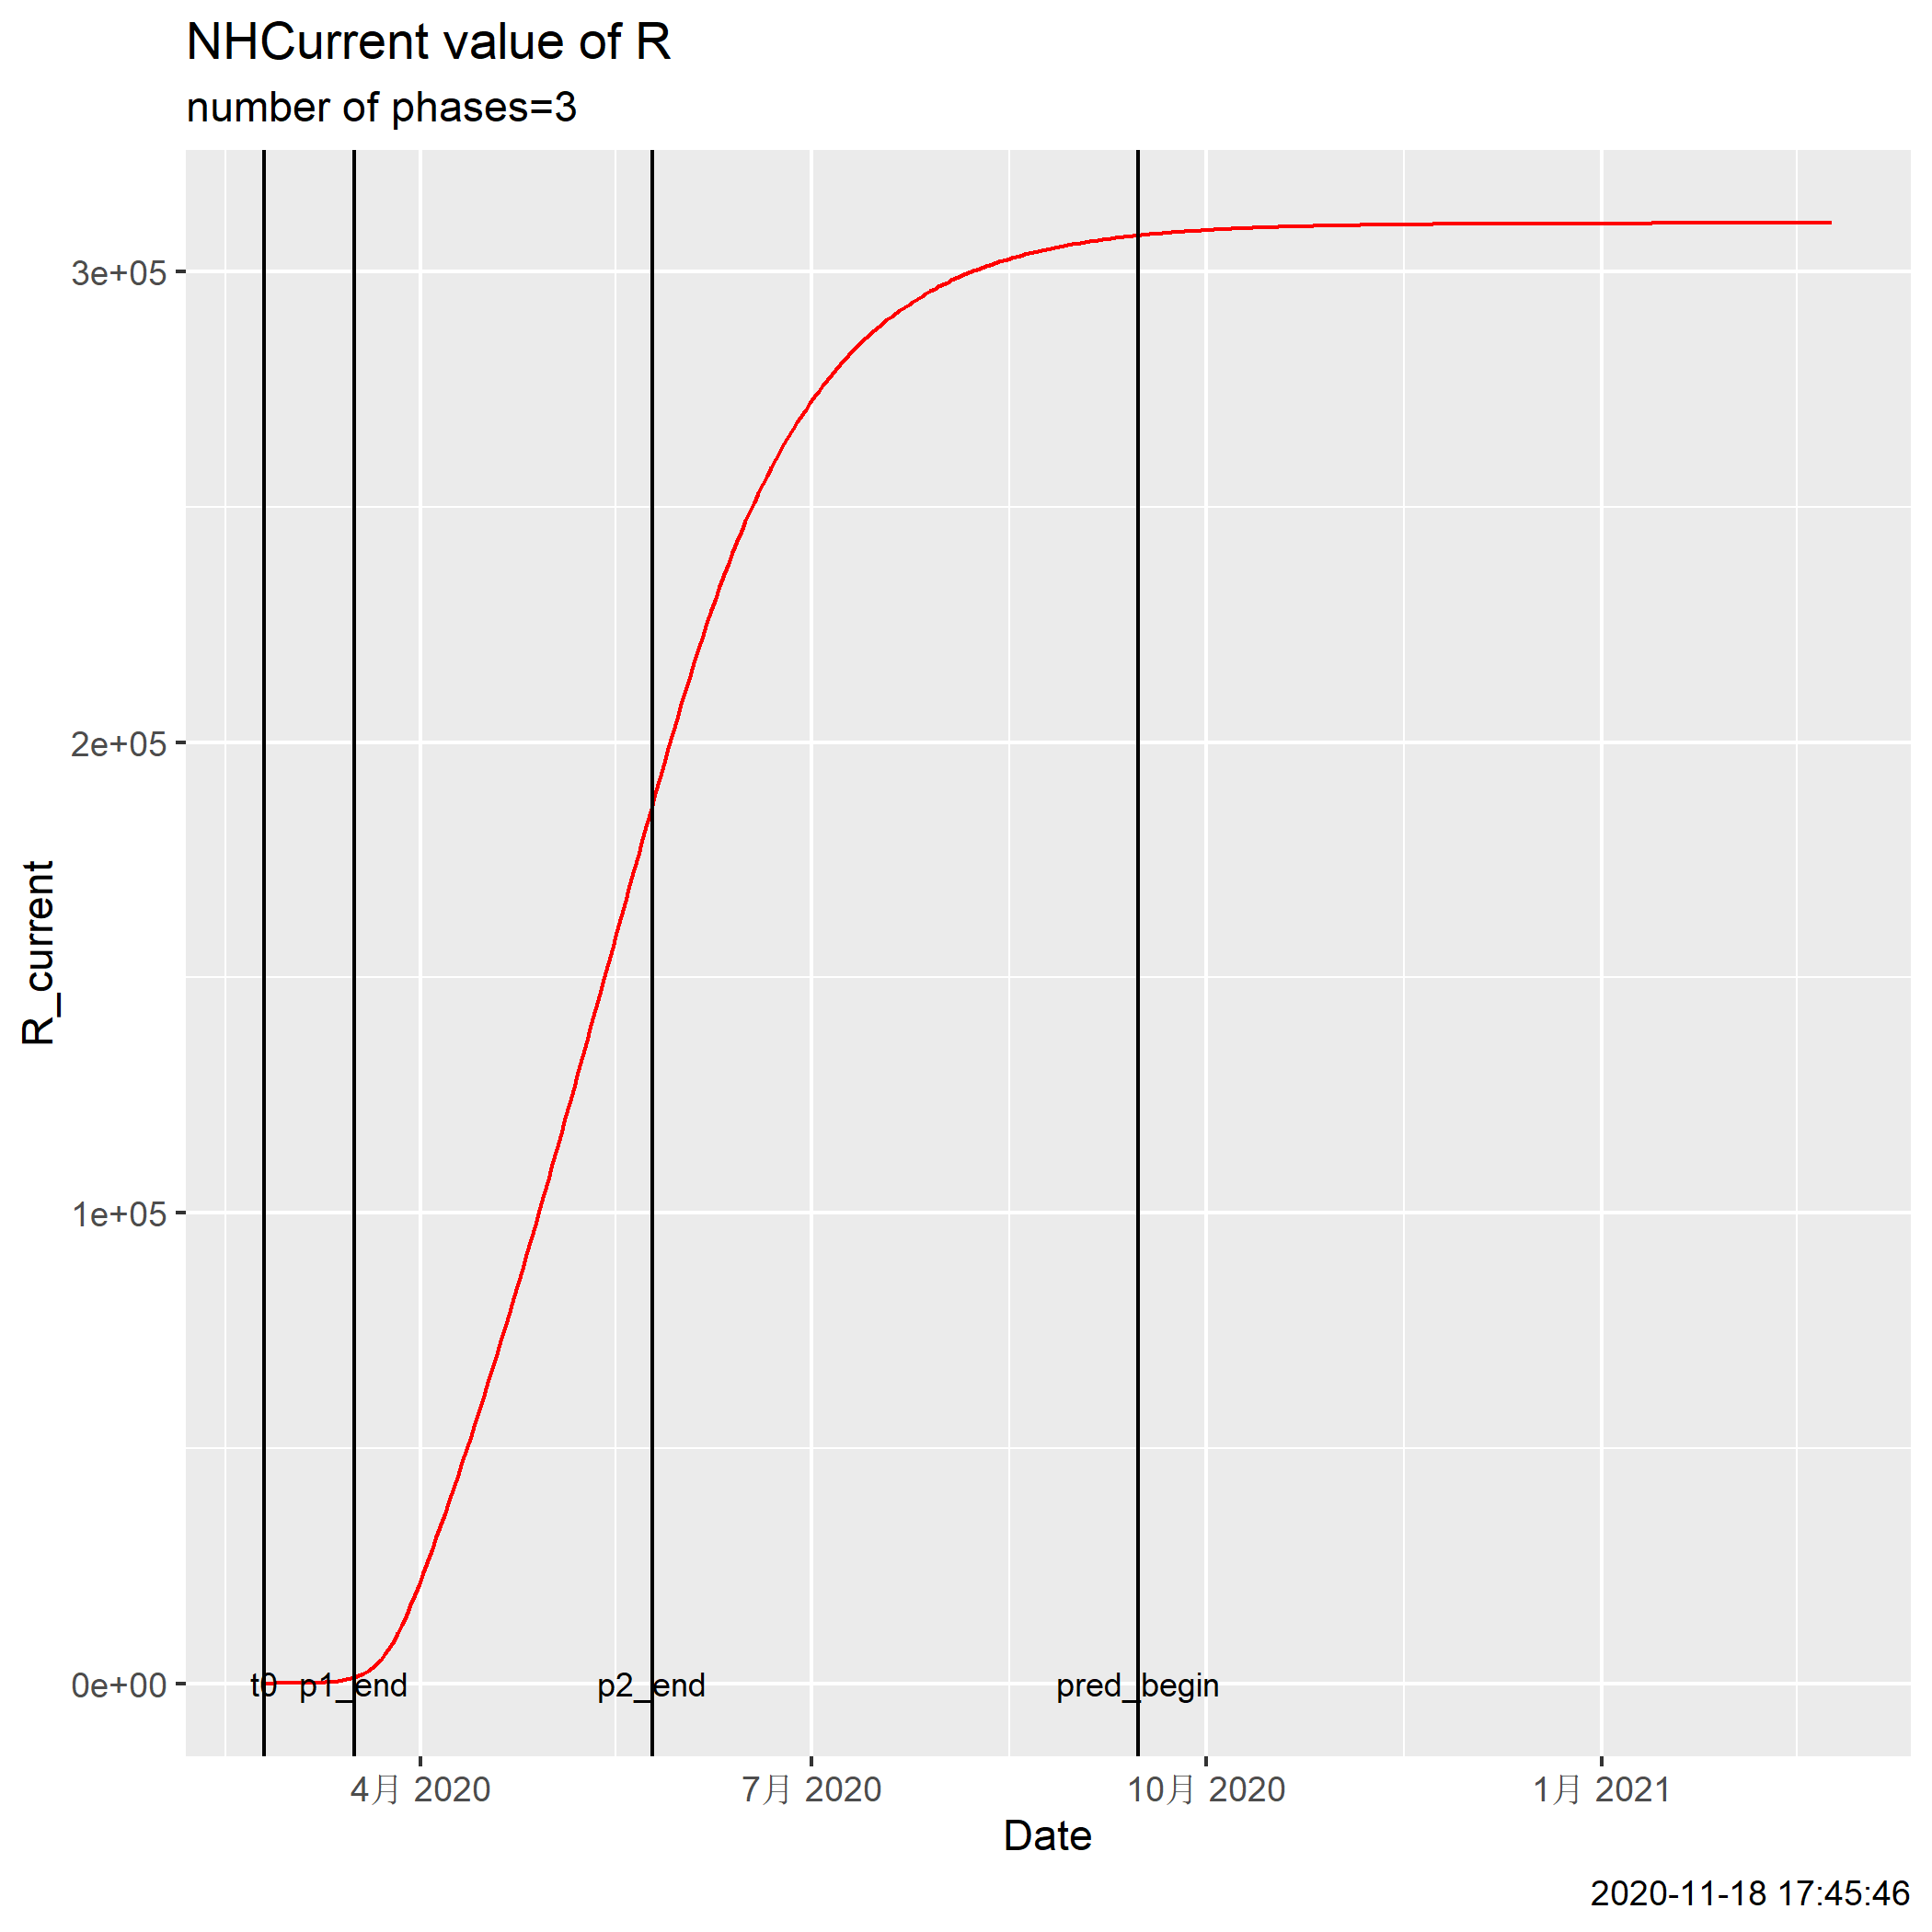 NHCurrent value of R
number of phases=3
R_current
3e+05
2e+05
1e+05
0e+00
t0 p1_end p2_end pred_begin
4月 2020 7月 2020 10月 2020 1月 2021
Date
2020-11-18 17:45:46